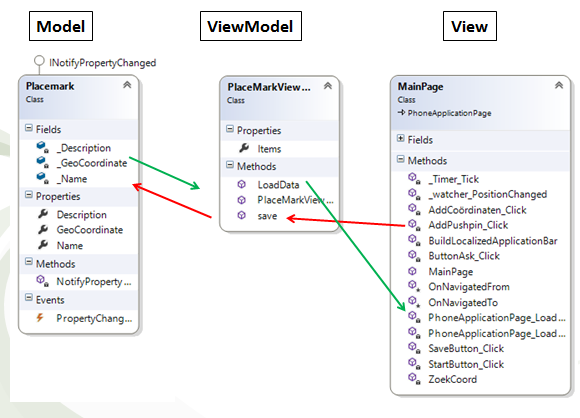 Model
ViewModel
View
INotifyPropertyChanged
Placemark
Class
Fields
_Description
_GeoCoordinate
_Name
Properties
Description
GeoCoordinate
Name
Methods
NotifyProperty...
Events
PropertyChang...
PlaceMarkView ...
Class
Properties
Items
Methods
LoadData
PlaceMarkView ...
save
MainPage
Class
PhoneApplicationPage
Fields
Methods
_Timer_Tick
_watcher_PositionChanged
AddCoördinaten_Click
AddPushpin_Click
BuildLocalizedApplicationBar
ButtonAsk_Click
MainPage
OnNavigatedFrom
OnNavigatedTo
PhoneApplicationPage_Load...
PhoneApplicationPage_Load...
SaveButton_Click
StartButton_Click
ZoekCoord